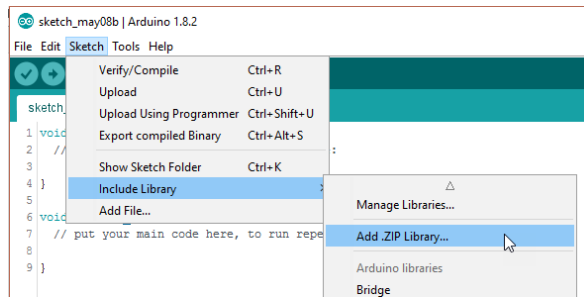 sketch_may08b | Arduino 1.8.2
File Edit Sketch Tools Help
Verify/Compile Ctrl+R
Upload Ctrl+U
Upload Using Programmer Ctrl+Shift+U
Export compiled Binary Ctrl+Alt+S
Show Sketch Folder Ctrl+K
Include Library
Add File...
Manage Libraries...
Add .ZIP Library...
Arduino libraries
Bridge
sketch_
1 void
2 // :
3
4 }
5
6 void
7 // put your main code here, to run repe
8
9 }